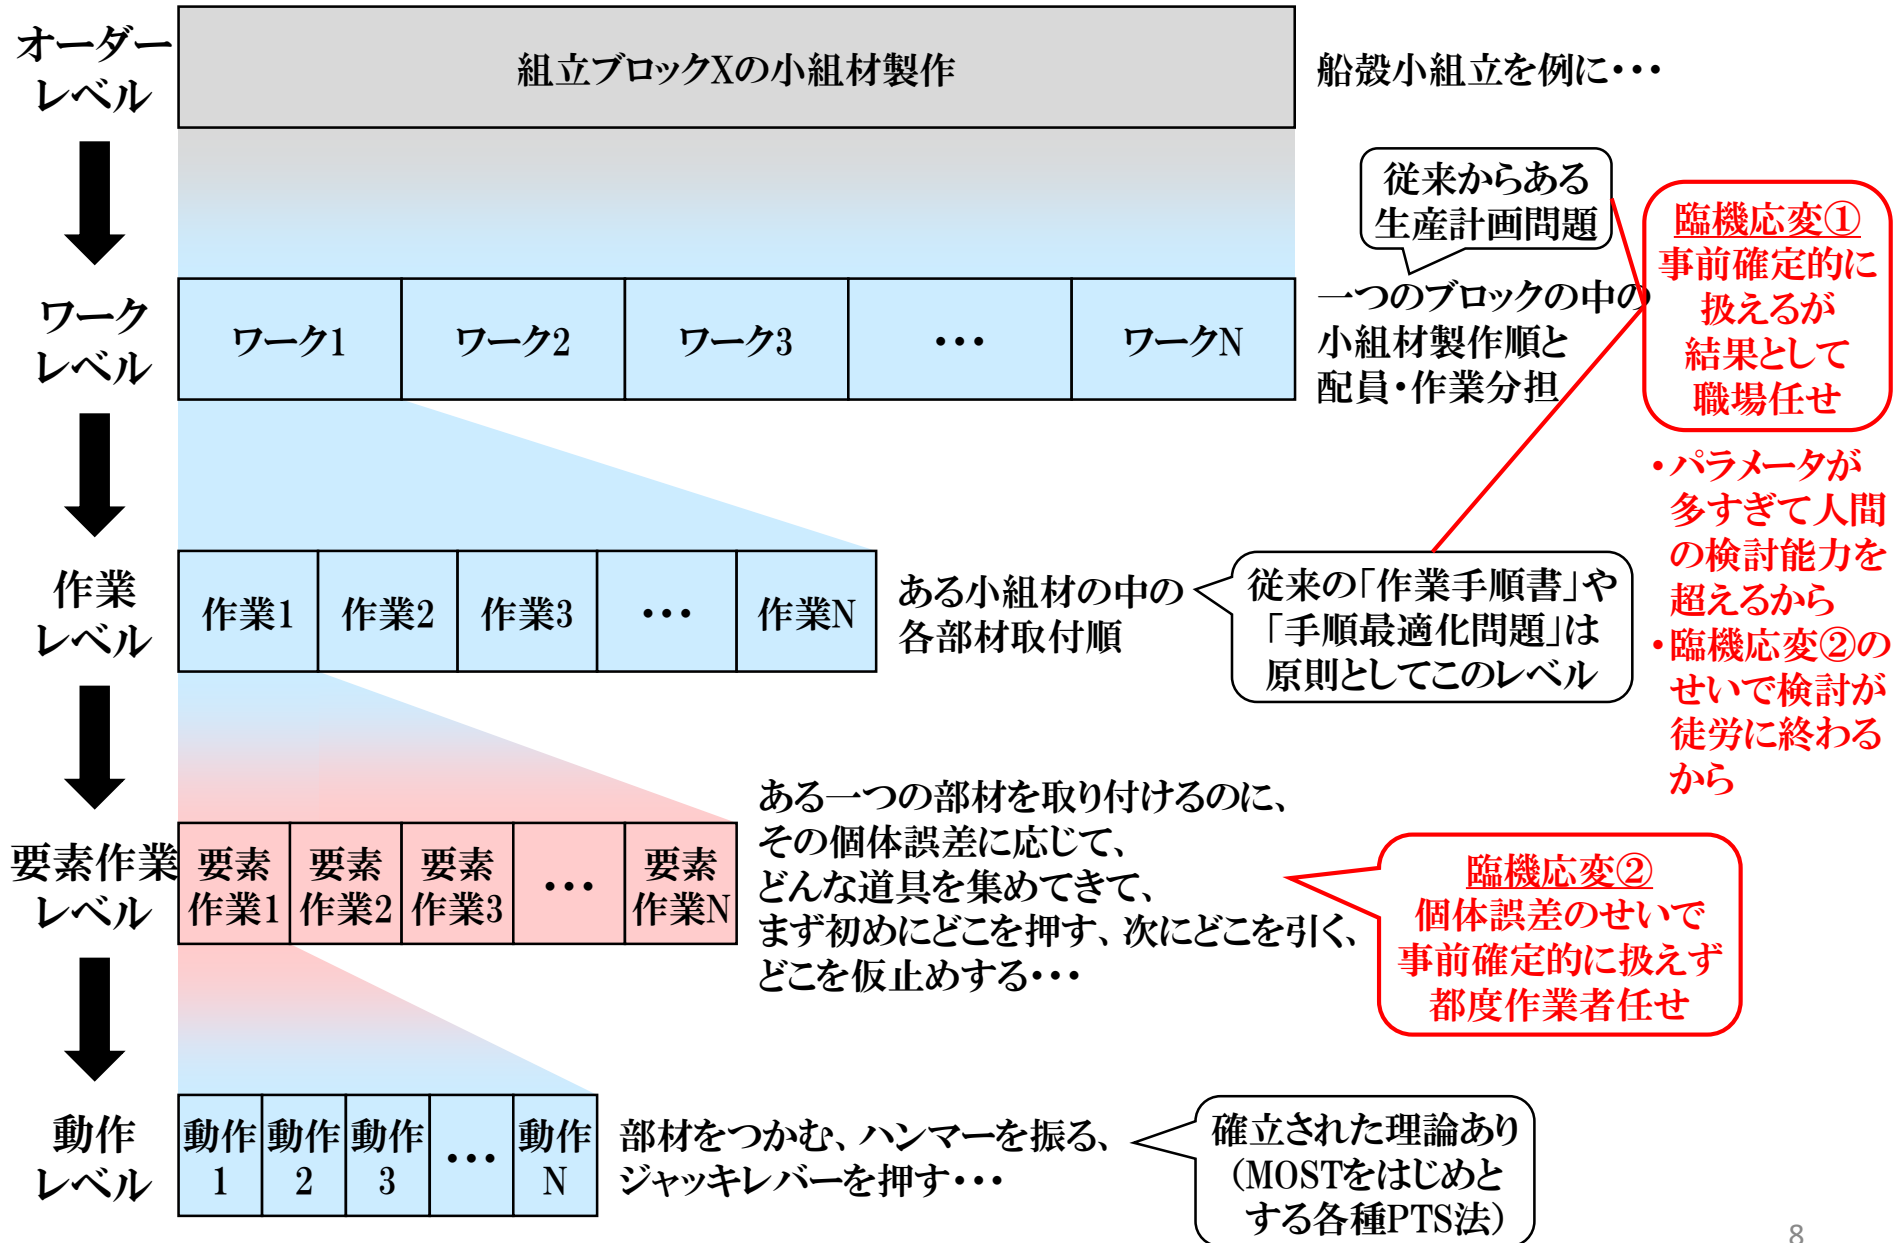 オーダー
レベル
組立ブロックXの小組材製作
船殻小組立を例に・・・
従来からある
生産計画問題
臨機応変①
事前確定的に
扱えるが
結果として
職場任せ
ワーク
レベル
ワーク1
ワーク2
ワーク3
・・・
ワークN
一つのブロックの中の
小組材製作順と
配員・作業分担
・パラメータが
多すぎて人間
の検討能力を
超えるから
・臨機応変②の
せいで検討が
徒労に終わる
から
作業
レベル
作業1
作業2
作業3
・・・
作業N
ある小組材の中の
各部材取付順
従来の「作業手順書」や
「手順最適化問題」は
原則としてこのレベル
要素作業
レベル
要素
作業1
要素
作業2
要素
作業3
・・・
要素
作業N
ある一つの部材を取り付けるのに、
その個体誤差に応じて、
どんな道具を集めてきて、
まず初めにどこを押す、次にどこを引く、
どこを仮止めする・・・
臨機応変②
個体誤差のせいで
事前確定的に扱えず
都度作業者任せ
動作
レベル
動作
1
動作
2
動作
3
・・・
動作
N
部材をつかむ、ハンマーを振る、
ジャッキレバーを押す・・・
確立された理論あり
（MOSTをはじめと
する各種PTS法）
8